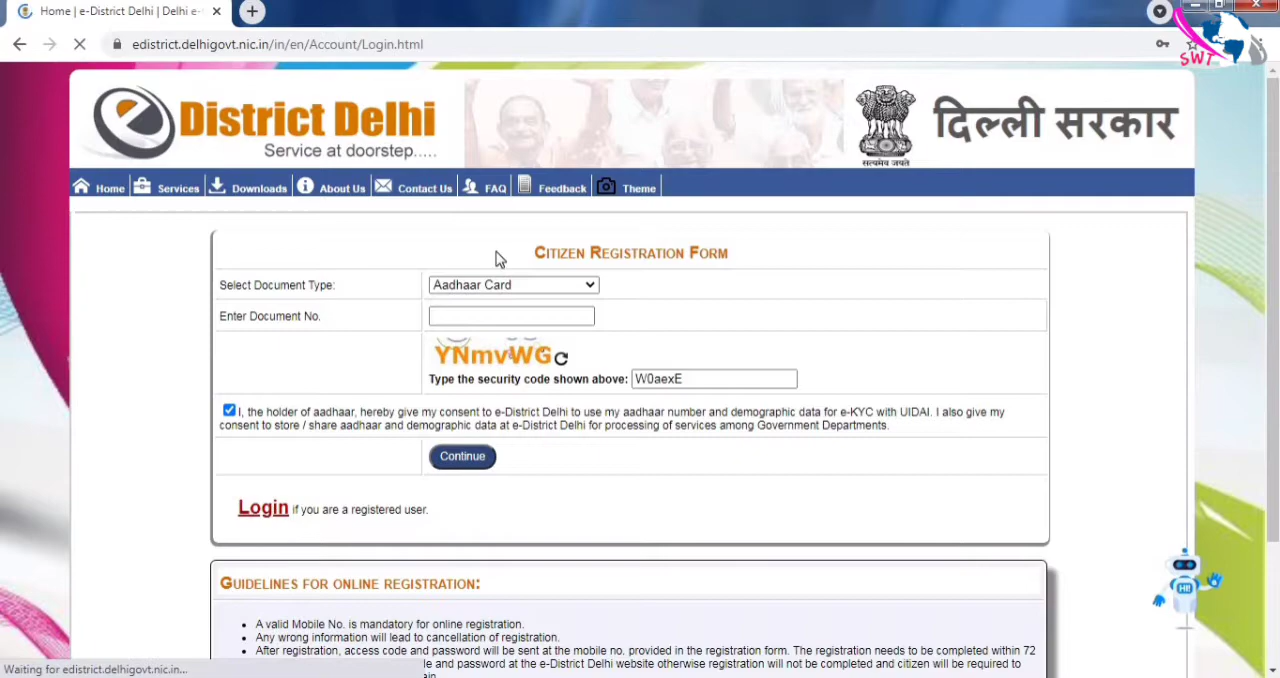 Home | e-District Delhi | Delhi e-
edistrict.delhigovt.nic.in/in/en/Account/Login.html
SWT
e District Delhi
Service at doorstep.....
सत्यमेव जयते
दिल्ली सरकार
Home Services Downloads About Us Contact Us FAQ Feedback Theme
Citizen Registration Form
Select Document Type: Aadhaar Card
Enter Document No.
YNmvWG
Type the security code shown above: W0aexE
I, the holder of aadhaar, hereby give my consent to e-District Delhi to use my aadhaar number and demographic data for e-KYC with UIDAI. I also give my
consent to store / share aadhaar and demographic data at e-District Delhi for processing of services among Government Departments.
Continue
Login if you are a registered user.
Hi!
Guidelines for online registration:
A valid Mobile No. is mandatory for online registration.
Any wrong information will lead to cancellation of registration.
After registration, access code and password will be sent at the mobile no. provided in the registration form. The registration needs to be completed within 72
de and password at the e-District Delhi website otherwise registration will not be completed and citizen will be required to
Waiting for edistrict.delhigovt.nic.in...